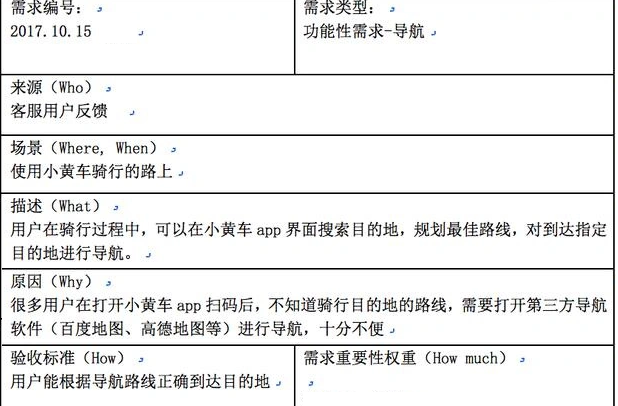 需求编号：
2017.10.15
需求类型：
功能性需求-导航
来源（Who）
客服用户反馈
场景（Where, When）
使用小黄车骑行的路上
描述（What）
用户在骑行过程中，可以在小黄车 app 界面搜索目的地，规划最佳路线，对到达指定
目的地进行导航。
原因（Why）
很多用户在打开小黄车 app 扫码后，不知道骑行目的地的路线，需要打开第三方导航
软件（百度地图、高德地图等）进行导航，十分不便
验收标准（How）
用户能根据导航路线正确到达目的地
需求重要性权重（How much）